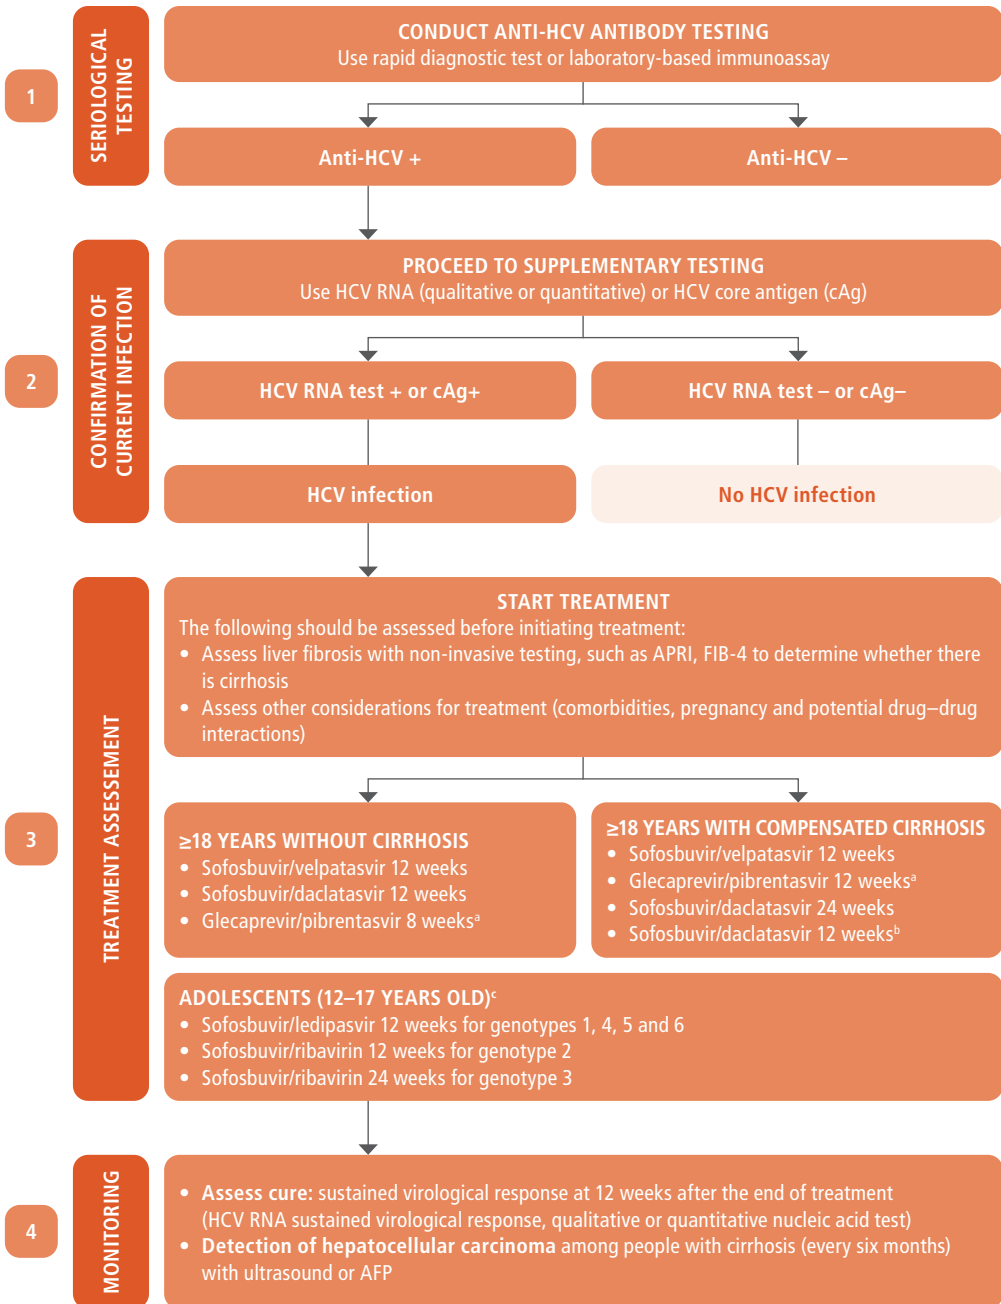 1
SERIOLOGICAL
TESTING
CONDUCT ANTI-HCV ANTIBODY TESTING
Use rapid diagnostic test or laboratory-based immunoassay
Anti-HCV +
Anti-HCV –
2
CONFIRMATION OF
CURRENT INFECTION
PROCEED TO SUPPLEMENTARY TESTING
Use HCV RNA (qualitative or quantitative) or HCV core antigen (cAg)
HCV RNA test + or cAg+
HCV RNA test – or cAg–
HCV infection
No HCV infection
3
TREATMENT ASSESSEMENT
START TREATMENT
The following should be assessed before initiating treatment:
• Assess liver fibrosis with non-invasive testing, such as APRI, FIB-4 to determine whether there
is cirrhosis
• Assess other considerations for treatment (comorbidities, pregnancy and potential drug–drug
interactions)
≥18 YEARS WITHOUT CIRRHOSIS
• Sofosbuvir/velpatasvir 12 weeks
• Sofosbuvir/daclatasvir 12 weeks
• Glecaprevir/pibrentasvir 8 weeksᵃ
≥18 YEARS WITH COMPENSATED CIRRHOSIS
• Sofosbuvir/velpatasvir 12 weeks
• Glecaprevir/pibrentasvir 12 weeksᵃ
• Sofosbuvir/daclatasvir 24 weeks
• Sofosbuvir/daclatasvir 12 weeksᵇ
ADOLESCENTS (12–17 YEARS OLD)ᶜ
• Sofosbuvir/ledipasvir 12 weeks for genotypes 1, 4, 5 and 6
• Sofosbuvir/ribavirin 12 weeks for genotype 2
• Sofosbuvir/ribavirin 24 weeks for genotype 3
4
MONITORING
• Assess cure: sustained virological response at 12 weeks after the end of treatment
(HCV RNA sustained virological response, qualitative or quantitative nucleic acid test)
• Detection of hepatocellular carcinoma among people with cirrhosis (every six months)
with ultrasound or AFP